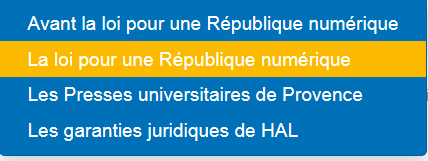 Avant la loi pour une République numérique
La loi pour une République numérique
Les Presses universitaires de Provence
Les garanties juridiques de HAL